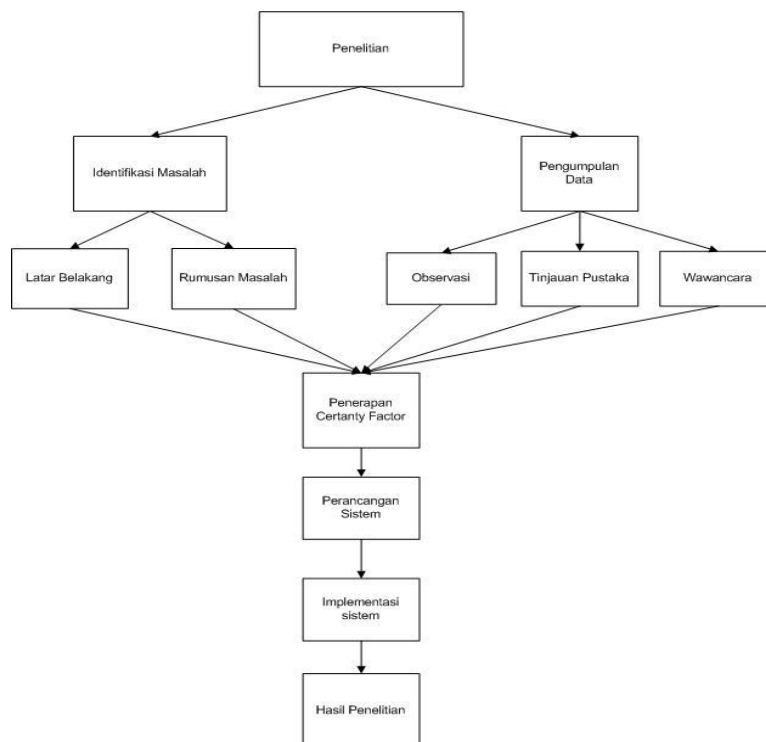 Penelitian
Identifikasi Masalah
Pengumpulan
Data
Latar Belakang
Rumusan Masalah
Observasi
Tinjauan Pustaka
Wawancara
Penerapan
Certanty Factor
Perancangan
Sistem
Implementasi
sistem
Hasil Penelitian